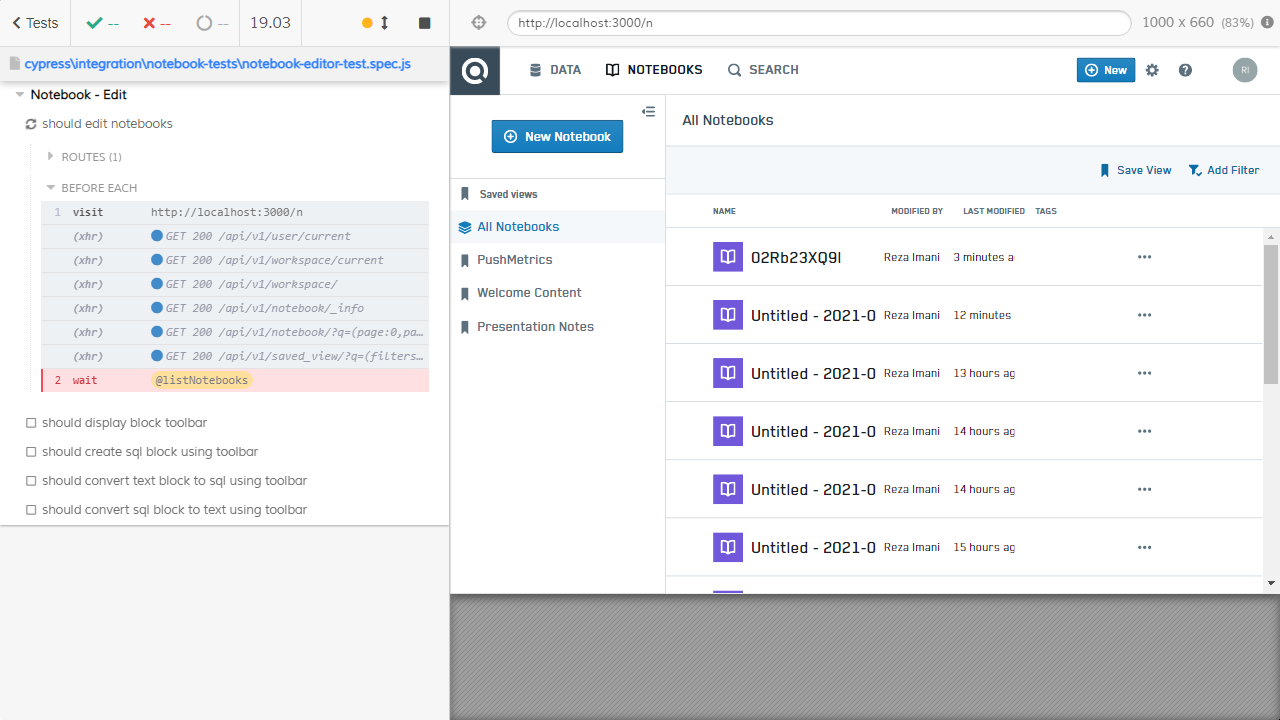 Tests
--
--
--
19.03
http://localhost:3000/n
1000 x 660 (83%)
cypress\integration\notebook-tests\notebook-editor-test.spec.js
Notebook - Edit
should edit notebooks
ROUTES (1)
BEFORE EACH
1 visit http://localhost:3000/n
(xhr) GET 200 /api/v1/user/current
(xhr) GET 200 /api/v1/workspace/current
(xhr) GET 200 /api/v1/workspace/
(xhr) GET 200 /api/v1/notebook/_info
(xhr) GET 200 /api/v1/notebook/?q=(page:0,pa…
(xhr) GET 200 /api/v1/saved_view/?q=(filters…
2 wait @listNotebooks
should display block toolbar
should create sql block using toolbar
should convert text block to sql using toolbar
should convert sql block to text using toolbar
DATA
NOTEBOOKS
SEARCH
New
RI
New Notebook
Saved views
All Notebooks
PushMetrics
Welcome Content
Presentation Notes
All Notebooks
Save View
Add Filter
NAME MODIFIED BY LAST MODIFIED TAGS
02Rb23XQ9l Reza Imani 3 minutes a
Untitled - 2021-0 Reza Imani 12 minutes
Untitled - 2021-0 Reza Imani 13 hours ag
Untitled - 2021-0 Reza Imani 14 hours ag
Untitled - 2021-0 Reza Imani 14 hours ag
Untitled - 2021-0 Reza Imani 15 hours ag